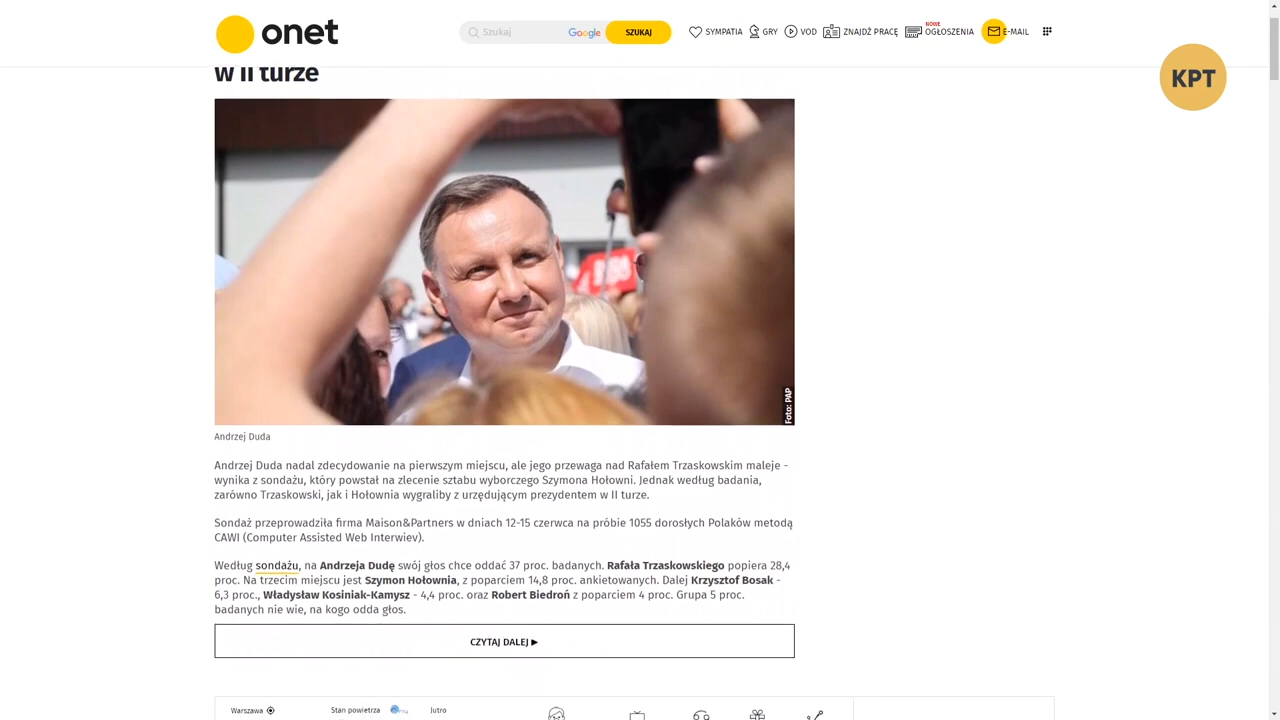 onet
Szukaj
Google
SZUKAJ
SYMPATIA
GRY
VOD
ZNAJDŹ PRACĘ
NOWE
OGŁOSZENIA
E-MAIL
KPT
w II turze
Foto: PAP
Andrzej Duda
Andrzej Duda nadal zdecydowanie na pierwszym miejscu, ale jego przewaga nad Rafałem Trzaskowskim maleje -
wynika z sondażu, który powstał na zlecenie sztabu wyborczego Szymona Hołowni. Jednak według badania,
zarówno Trzaskowski, jak i Hołownia wygraliby z urzędującym prezydentem w II turze.
Sondaż przeprowadziła firma Maison&Partners w dniach 12-15 czerwca na próbie 1055 dorosłych Polaków metodą
CAWI (Computer Assisted Web Interwiev).
Według sondażu, na Andrzeja Dudę swój głos chce oddać 37 proc. badanych. Rafała Trzaskowskiego popiera 28,4
proc. Na trzecim miejscu jest Szymon Hołownia, z poparciem 14,8 proc. ankietowanych. Dalej Krzysztof Bosak -
6,3 proc., Władysław Kosiniak-Kamysz - 4,4 proc. oraz Robert Biedroń z poparciem 4 proc. Grupa 5 proc.
badanych nie wie, na kogo odda głos.
CZYTAJ DALEJ ▶
Warszawa
Stan powietrza
Jutro